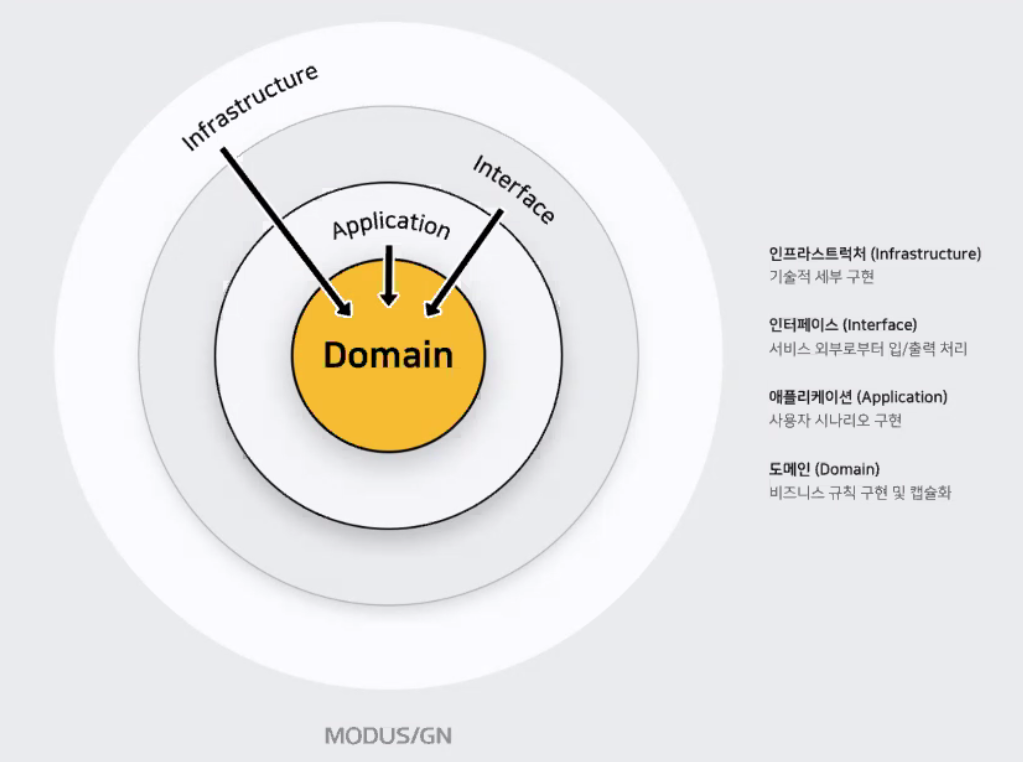 Infrastructure
Interface
Application
Domain
인프라스트럭처 (Infrastructure)
기술적 세부 구현
인터페이스 (Interface)
서비스 외부로부터 입/출력 처리
애플리케이션 (Application)
사용자 시나리오 구현
도메인 (Domain)
비즈니스 규칙 구현 및 캡슐화
MODUS/GN